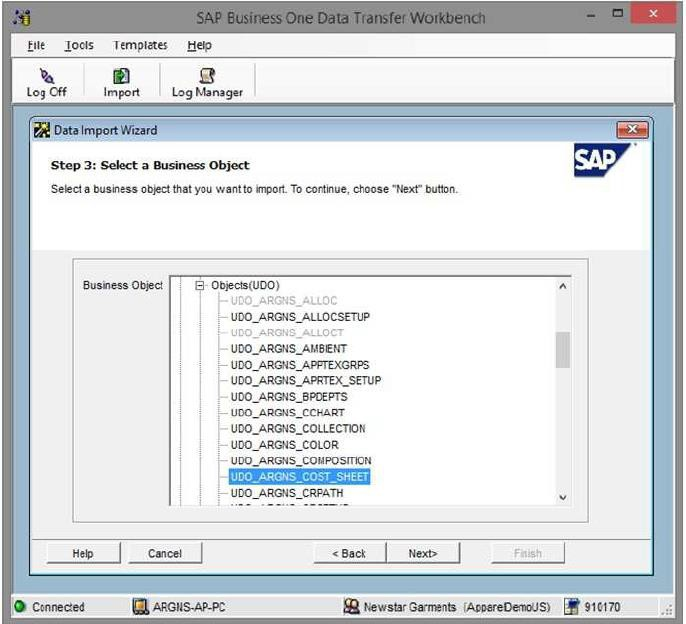 SAP Business One Data Transfer Workbench
File Tools Templates Help
Log Off Import Log Manager
Data Import Wizard
Step 3: Select a Business Object
SAP
Select a business object that you want to import. To continue, choose "Next" button.
Business Object
Objects(UDO)
UDO_ARGNS_ALLOC
UDO_ARGNS_ALLOCSETUP
UDO_ARGNS_ALLOCT
UDO_ARGNS_AMBIENT
UDO_ARGNS_APPTEXGRPS
UDO_ARGNS_APRTEX_SETUP
UDO_ARGNS_BPDEPTS
UDO_ARGNS_CCHART
UDO_ARGNS_COLLECTION
UDO_ARGNS_COLOR
UDO_ARGNS_COMPOSITION
UDO_ARGNS_COST_SHEET
UDO_ARGNS_CRPATH
Help Cancel < Back Next> Finish
Connected ARGNS-AP-PC Newstar Garments (AppareDemoUS) 910170